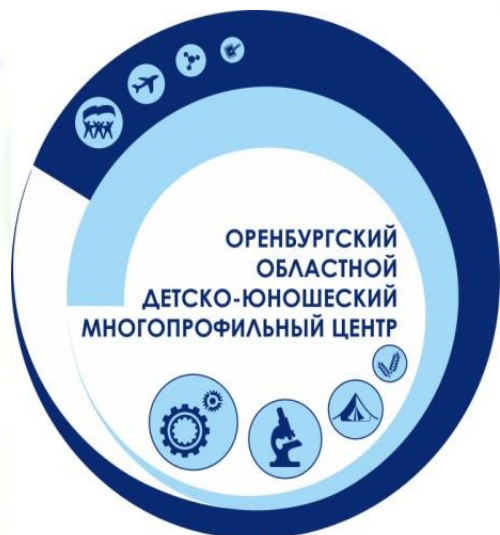 ОРЕНБУРГСКИЙ
ОБЛАСТНОЙ
ДЕТСКО-ЮНОШЕСКИЙ
МНОГОПРОФИЛЬНЫЙ ЦЕНТР